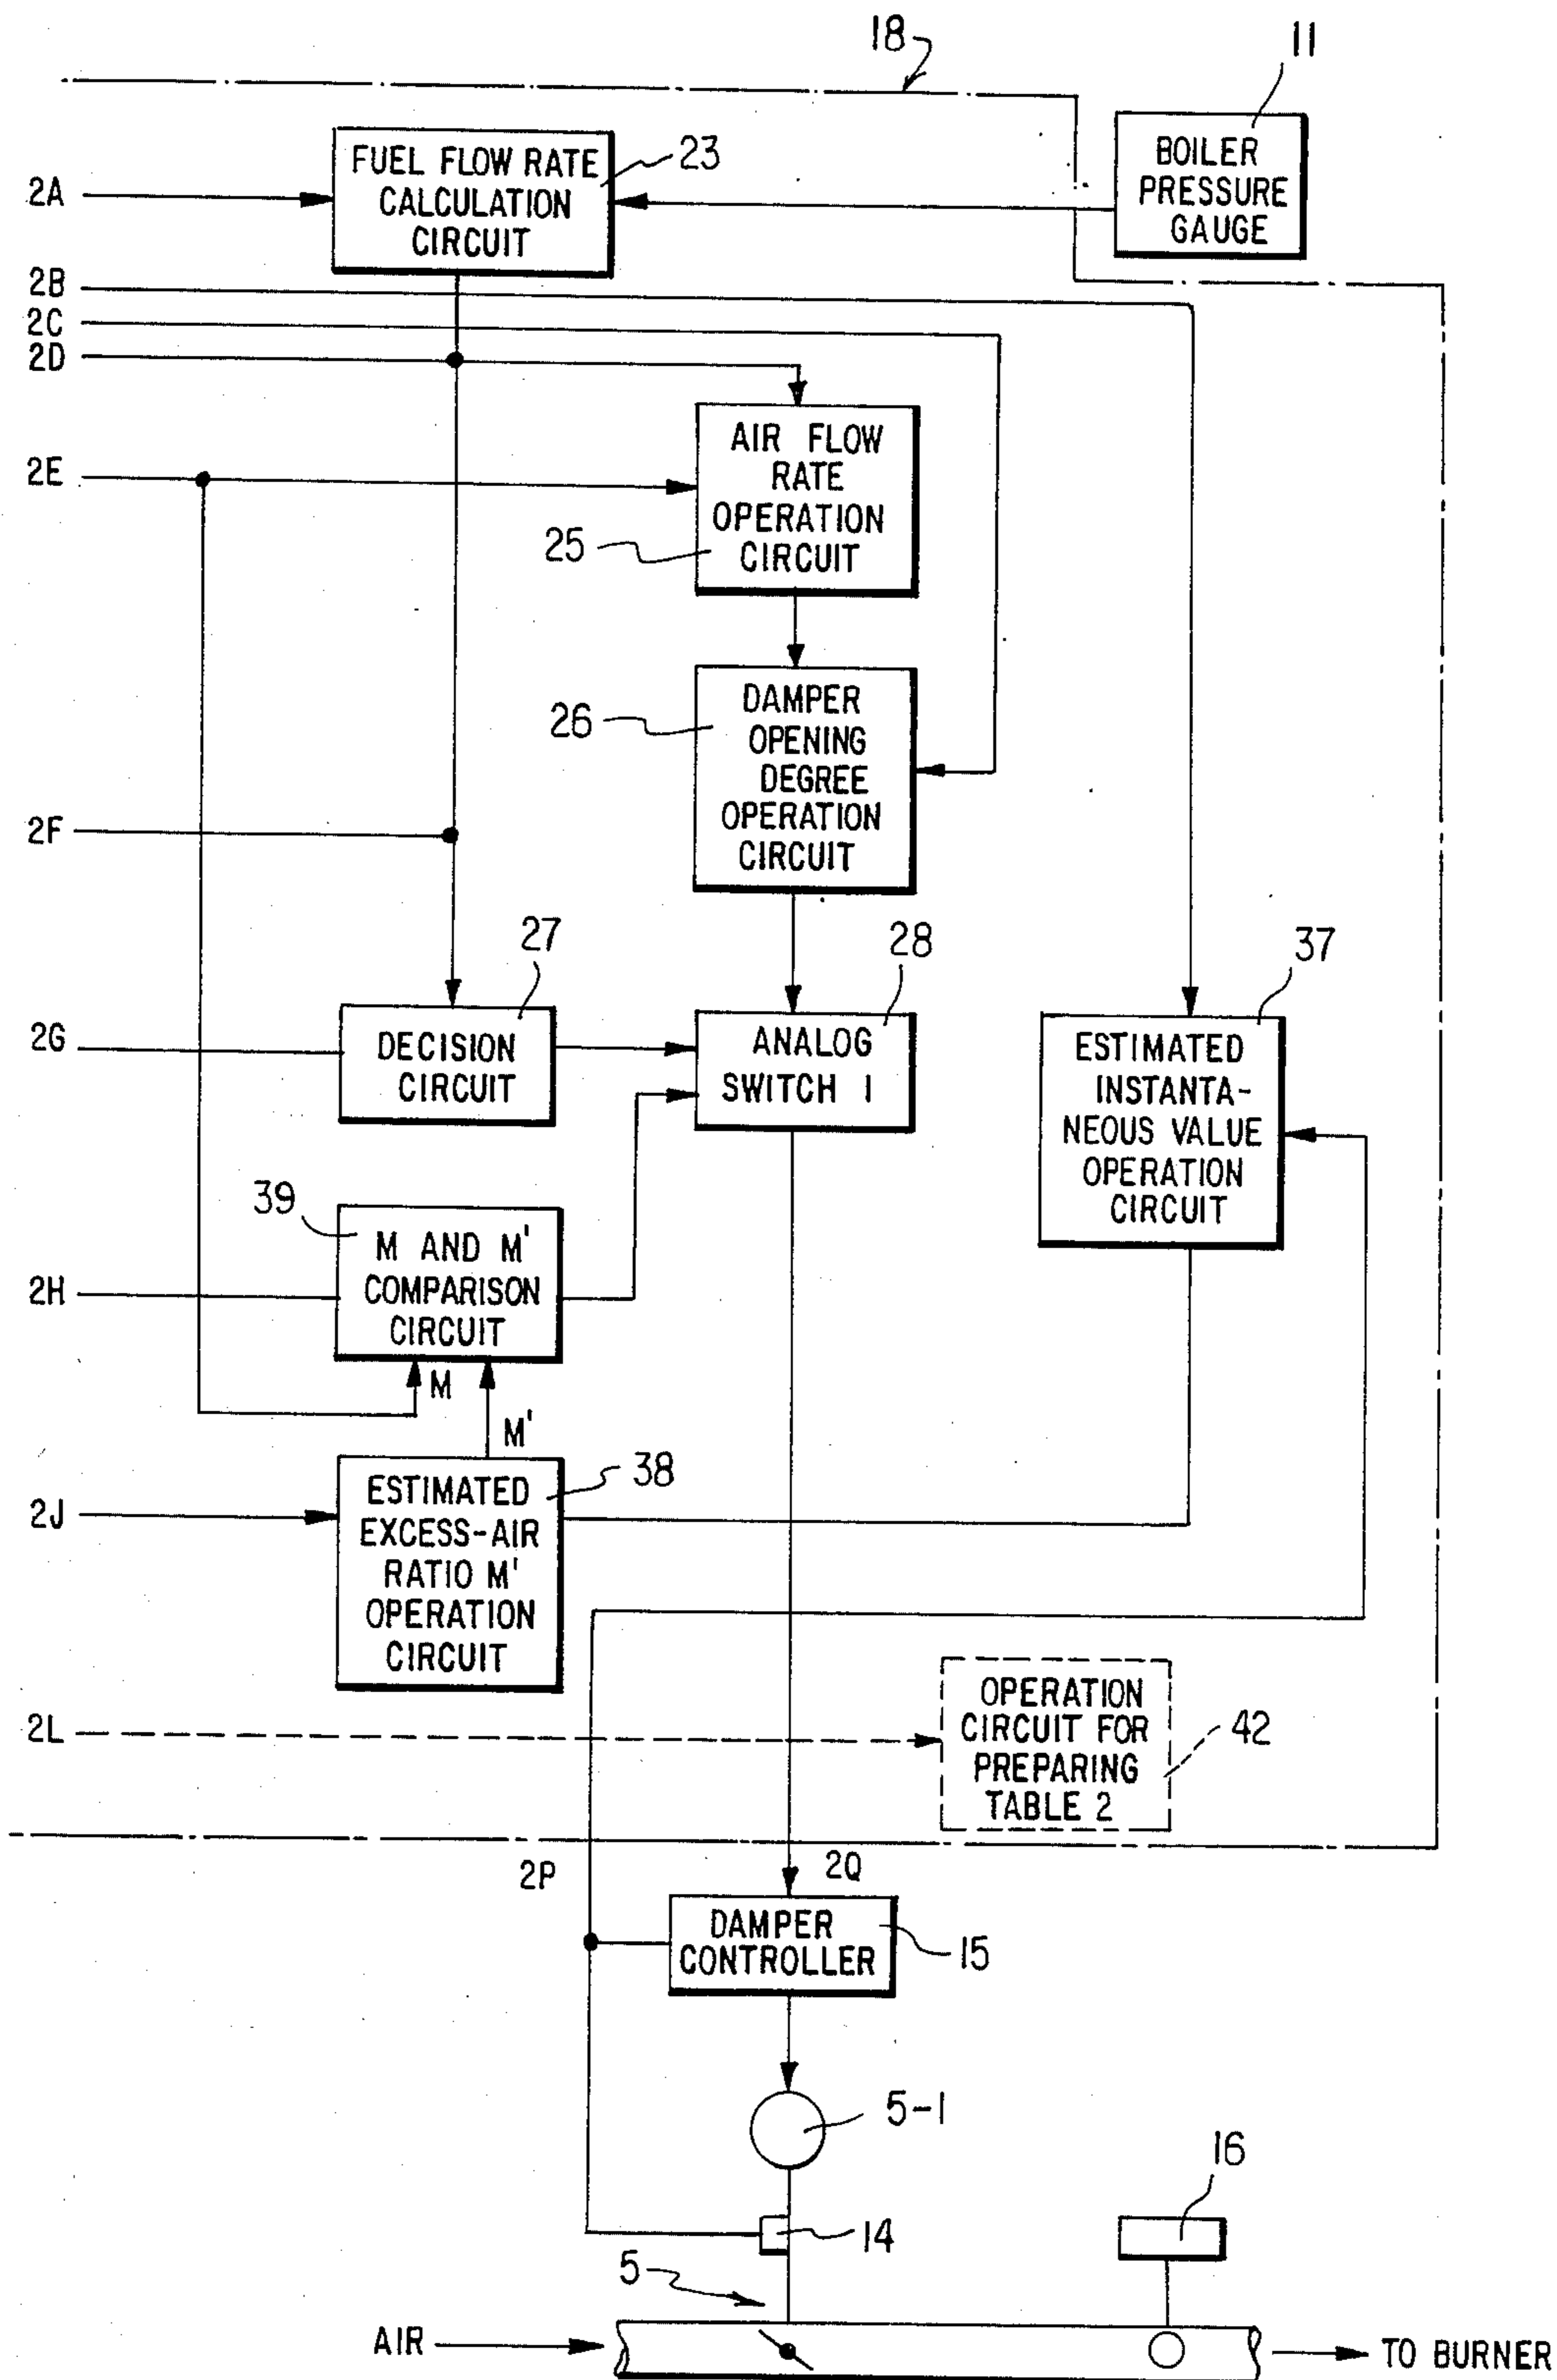 18
11
BOILER
PRESSURE
GAUGE
FUEL FLOW RATE
CALCULATION
CIRCUIT
23
2A
2B
2C
2D
AIR FLOW
RATE
OPERATION
CIRCUIT
25
2E
DAMPER
OPENING
DEGREE
OPERATION
CIRCUIT
26
2F
27
28
37
2G
DECISION
CIRCUIT
ANALOG
SWITCH 1
ESTIMATED
INSTANTA-
NEOUS VALUE
OPERATION
CIRCUIT
39
M AND M'
COMPARISON
CIRCUIT
2H
M
M'
38
ESTIMATED
EXCESS-AIR
RATIO M'
OPERATION
CIRCUIT
2J
2L
OPERATION
CIRCUIT FOR
PREPARING
TABLE 2
42
2P
2Q
DAMPER
CONTROLLER
15
5-1
16
14
5
AIR
TO BURNER